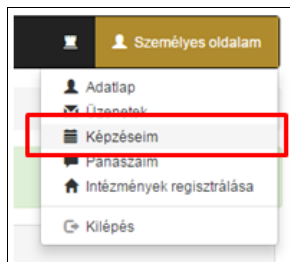 Személyes oldalam
Adatlap
Üzenetek
Képzéseim
Panaszaim
Intézmények regisztrálása
Kilépés